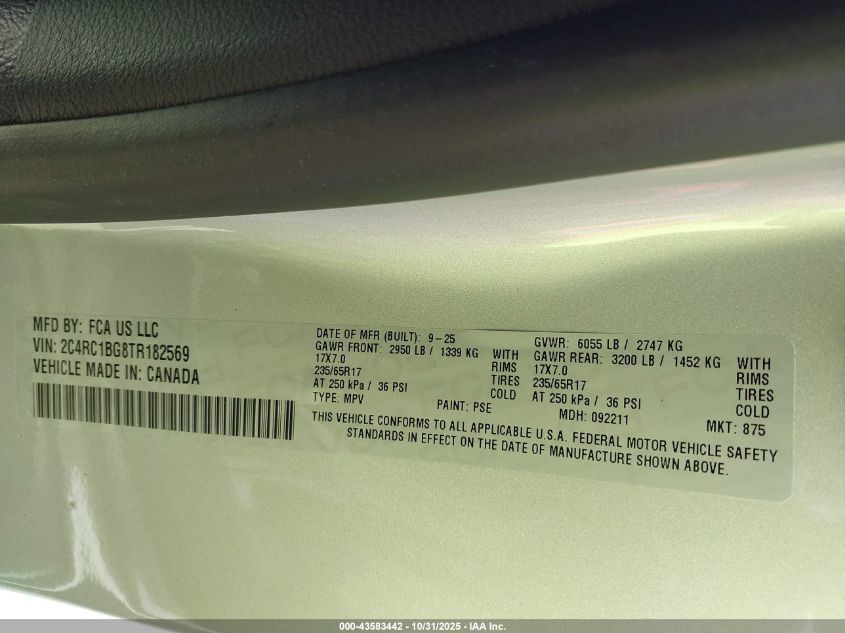 MFD BY: FCA US LLC
VIN: 2C4RC1BG8TR182569
VEHICLE MADE IN: CANADA
DATE OF MFR (BUILT): 9-25
GAWR FRONT: 2950 LB / 1339 KG WITH
17X7.0 RIMS
235/65R17 TIRES
AT 250 kPa / 36 PSI COLD
TYPE: MPV PAINT: PSE
GVWR: 6055 LB / 2747 KG
GAWR REAR: 3200 LB / 1452 KG WITH
17X7.0 RIMS
235/65R17 TIRES
AT 250 kPa / 36 PSI COLD
MDH: 092211 MKT: 875
THIS VEHICLE CONFORMS TO ALL APPLICABLE U.S.A. FEDERAL MOTOR VEHICLE SAFETY
STANDARDS IN EFFECT ON THE DATE OF MANUFACTURE SHOWN ABOVE.
000-43583442 - 10/31/2025 - IAA Inc.